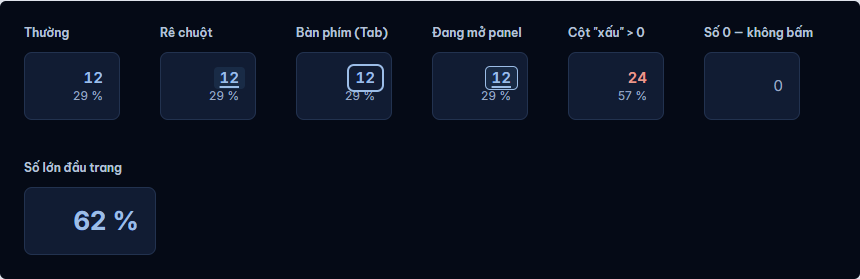 Thường
12
29 %
Rê chuột
12
29 %
Bàn phím (Tab)
12
29 %
Đang mở panel
12
29 %
Cột "xấu" > 0
24
57 %
Số 0 — không bấm
0
Số lớn đầu trang
62 %